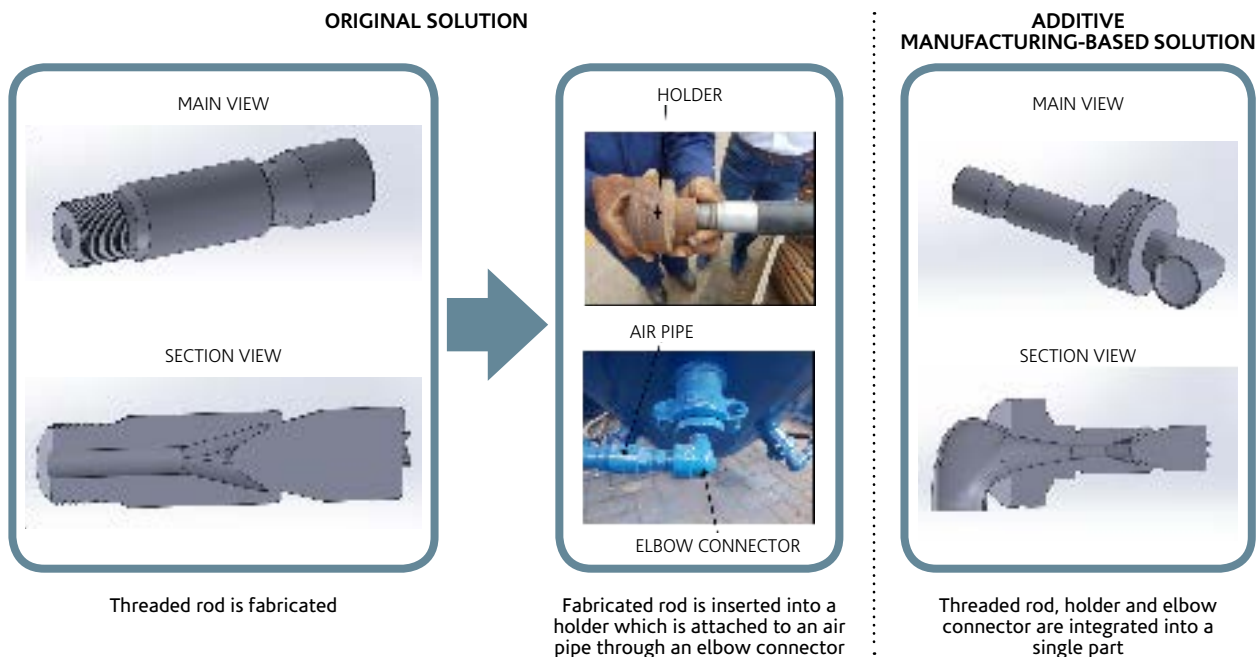 ORIGINAL SOLUTION
MAIN VIEW
SECTION VIEW
Threaded rod is fabricated
HOLDER
AIR PIPE
ELBOW CONNECTOR
Fabricated rod is inserted into a
holder which is attached to an air
pipe through an elbow connector
ADDITIVE
MANUFACTURING-BASED SOLUTION
MAIN VIEW
SECTION VIEW
Threaded rod, holder and elbow
connector are integrated into a
single part